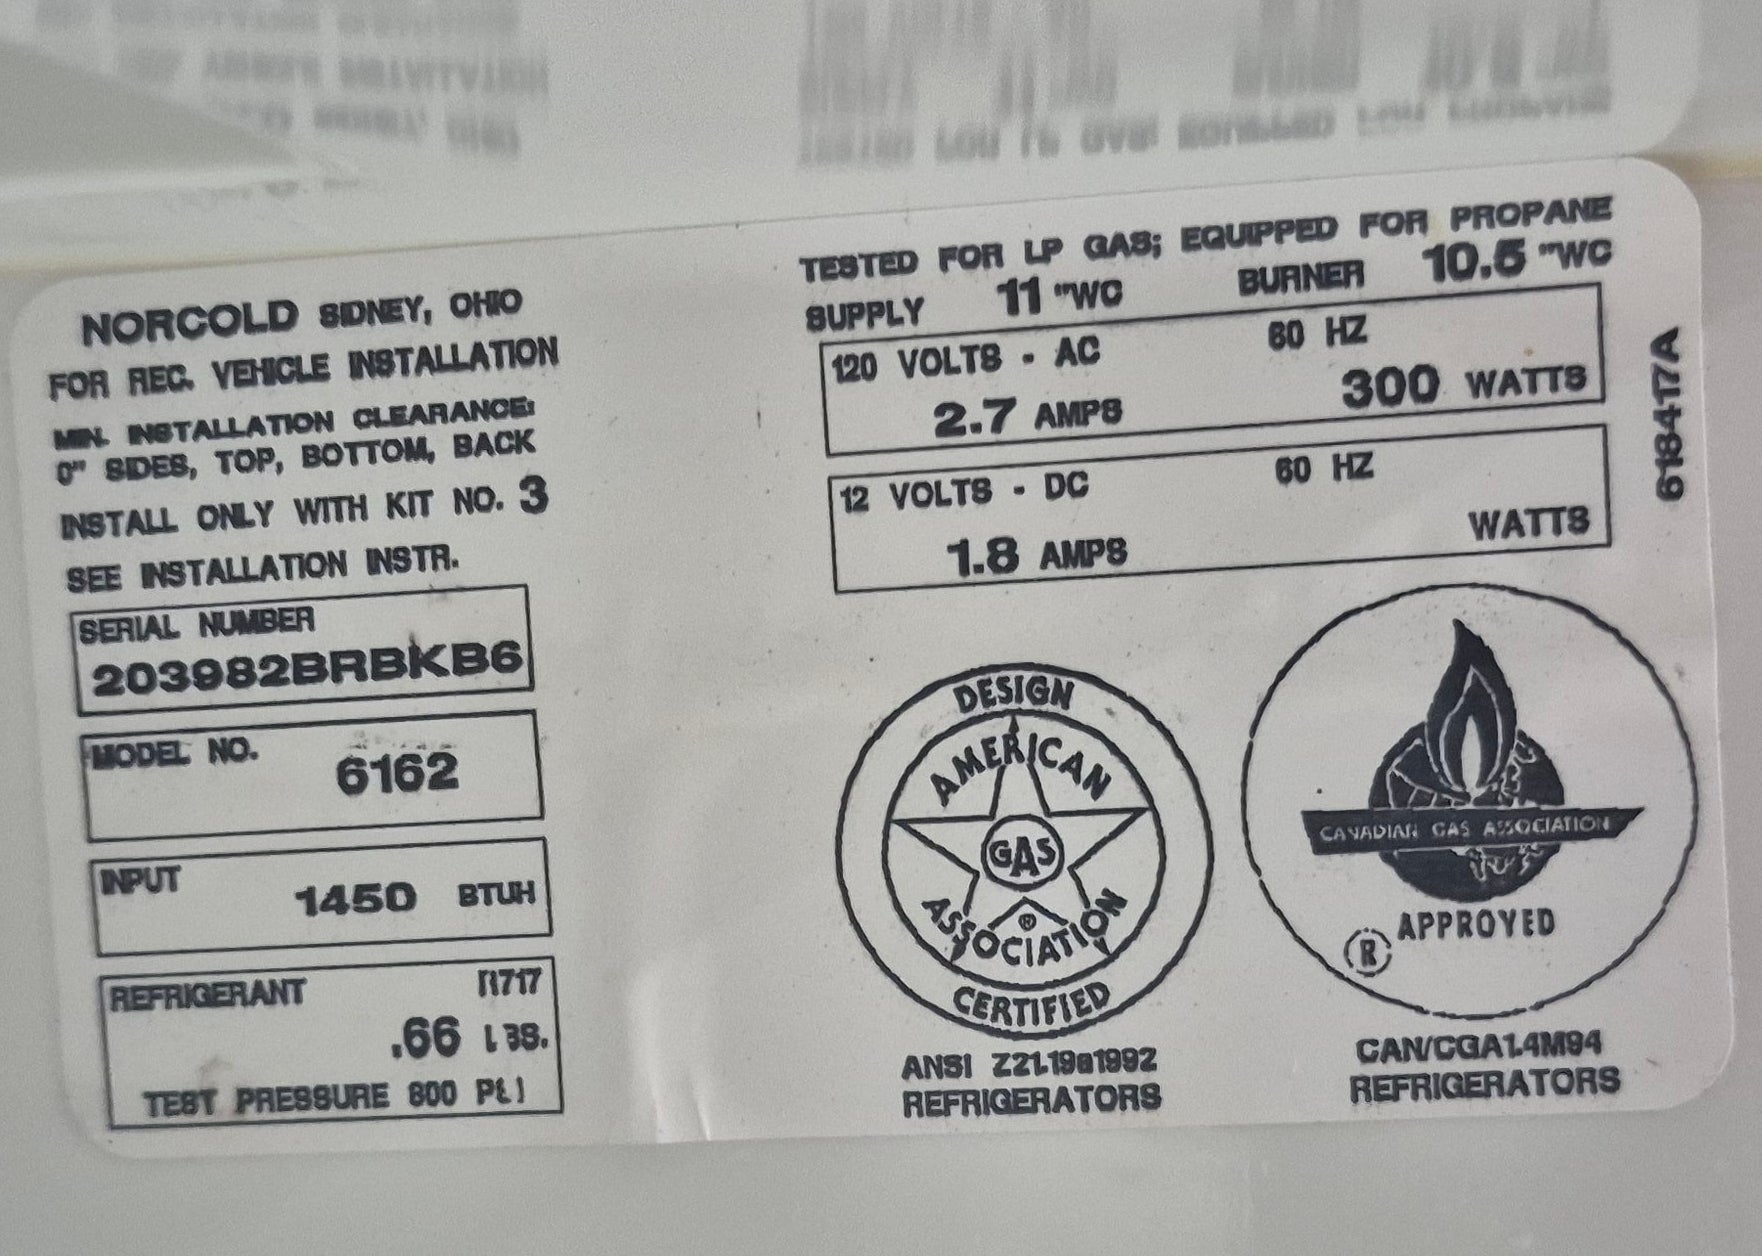 NORCOLD SIDNEY, OHIO
FOR REC. VEHICLE INSTALLATION
MIN. INSTALLATION CLEARANCE:
0" SIDES, TOP, BOTTOM, BACK
INSTALL ONLY WITH KIT NO. 3
SEE INSTALLATION INSTR.
SERIAL NUMBER
203982BRBKB6
MODEL NO.
6162
INPUT
1450 BTUH
REFRIGERANT R717
.66 LBS.
TEST PRESSURE 800 PSI
TESTED FOR LP GAS; EQUIPPED FOR PROPANE
SUPPLY 11 "WC BURNER 10.5 "WC
120 VOLTS - AC 60 HZ
2.7 AMPS 300 WATTS
12 VOLTS - DC 60 HZ
1.8 AMPS WATTS
618417A
DESIGN
AMERICAN
GAS
ASSOCIATION
®
CERTIFIED
ANSI Z21.19a1992
REFRIGERATORS
CANADIAN GAS ASSOCIATION
APPROVED
®
CAN/CGA1.4M94
REFRIGERATORS